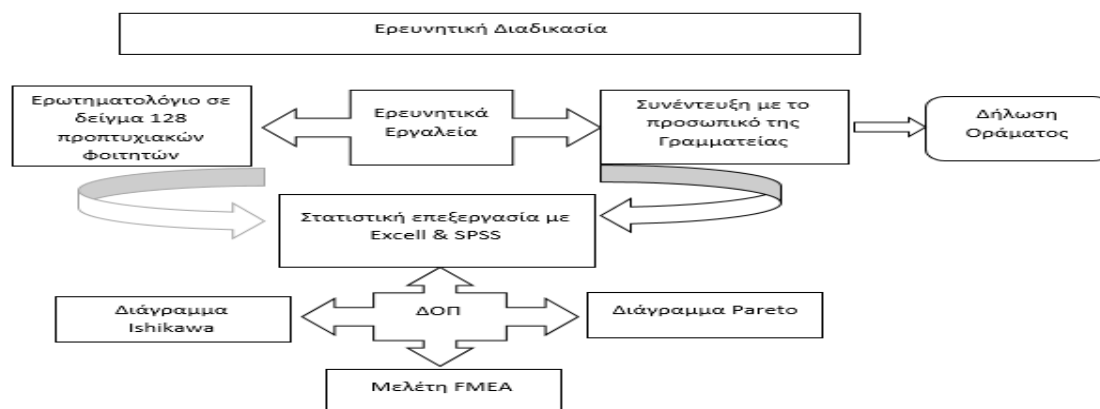 Ερευνητική Διαδικασία
Ερωτηματολόγιο σε
δείγμα 128
προπτυχιακών
φοιτητών
Ερευνητικά
Εργαλεία
Συνέντευξη με το
προσωπικό της
Γραμματείας
Δήλωση
Οράματος
Στατιστική επεξεργασία με
Excell & SPSS
Διάγραμμα
Ishikawa
ΔΟΠ
Διάγραμμα Pareto
Μελέτη FMEA